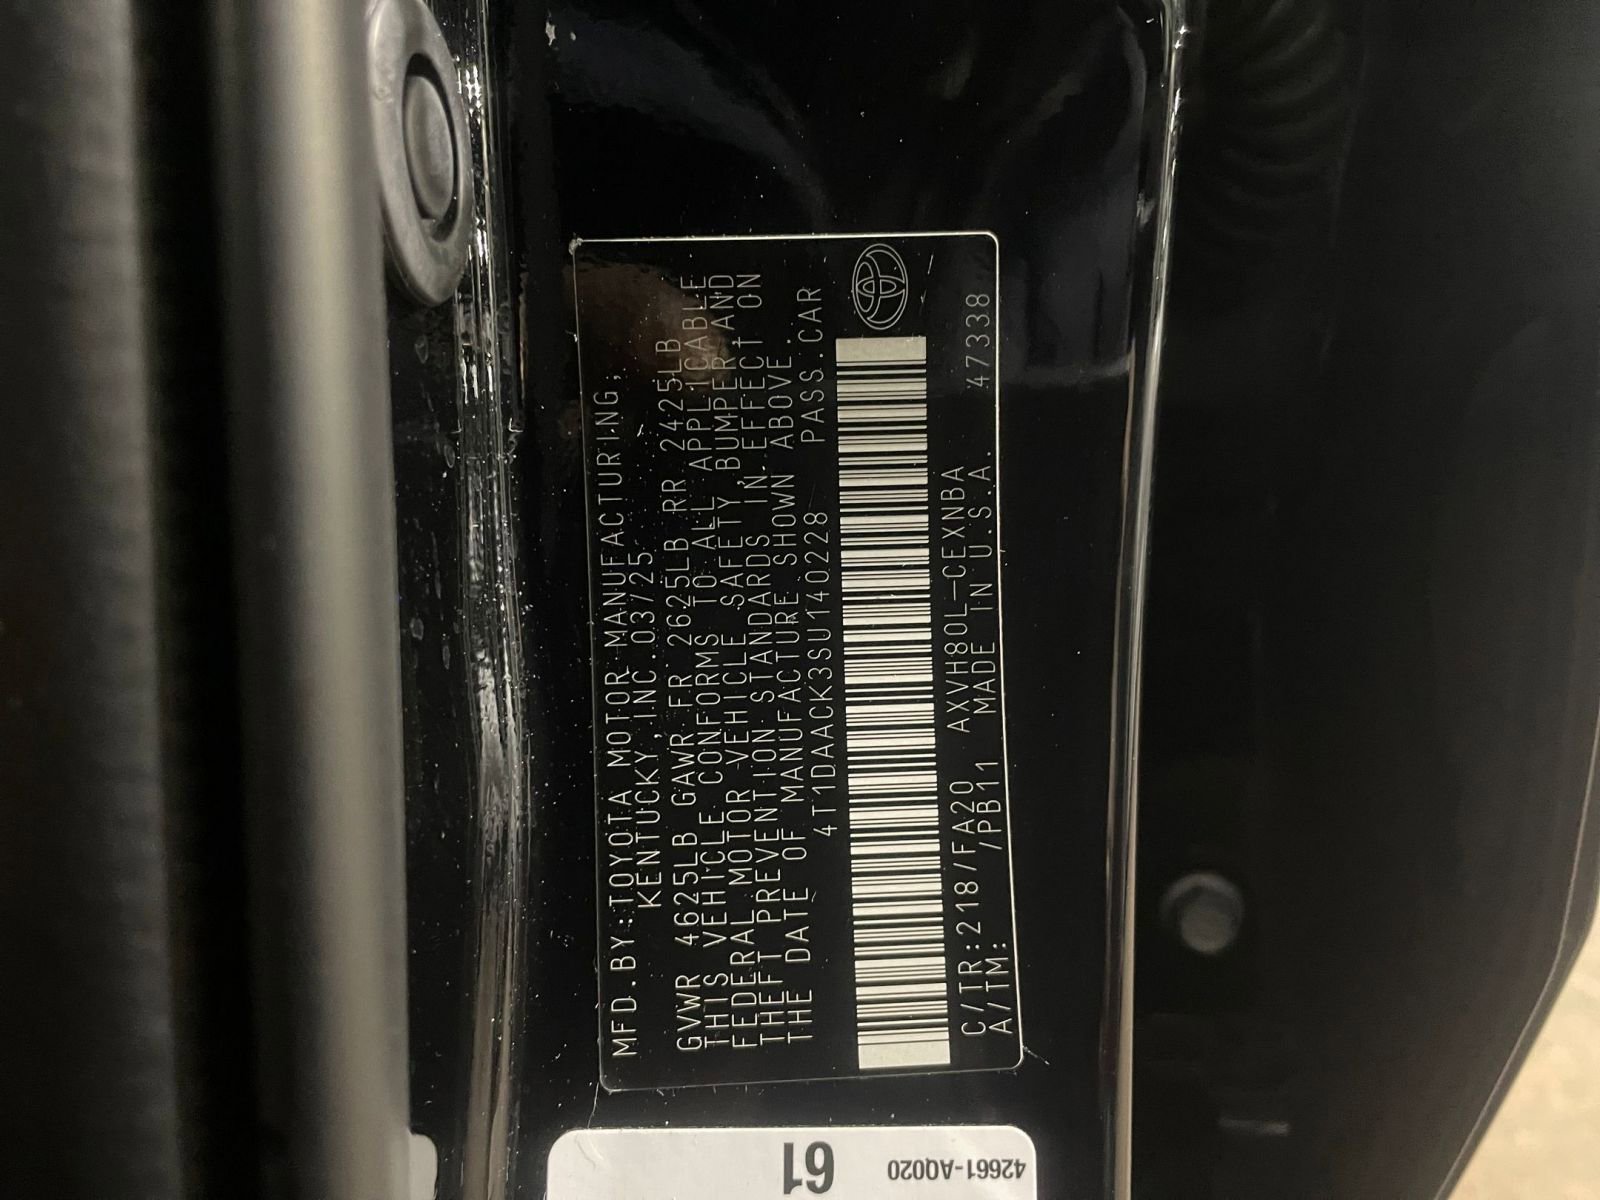 MFD.BY:TOYOTA MOTOR MANUFACTURING,
KENTUCKY,INC.03/25
GVWR 4625LB GAWR FR 2625LB RR 2425LB
THIS VEHICLE CONFORMS TO ALL APPLICABLE
FEDERAL MOTOR VEHICLE SAFETY,BUMPER,AND
THEFT PREVENTION STANDARDS IN EFFECT ON
THE DATE OF MANUFACTURE SHOWN ABOVE.
4T1DAACK3SU140228 PASS.CAR
C/TR:218/FA20 AXVH80L-CEXNBA 47338
A/TM: /PB11 MADE IN U.S.A.
61
42661-AQ020